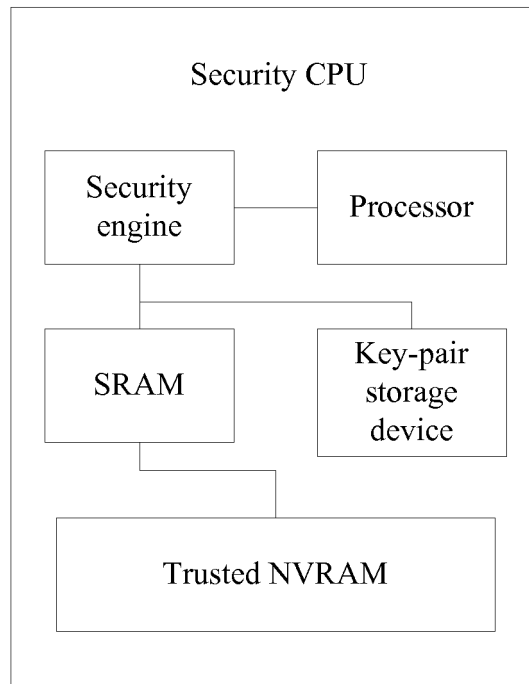 Security CPU
Security
engine
Processor
SRAM
Key-pair
storage
device
Trusted NVRAM